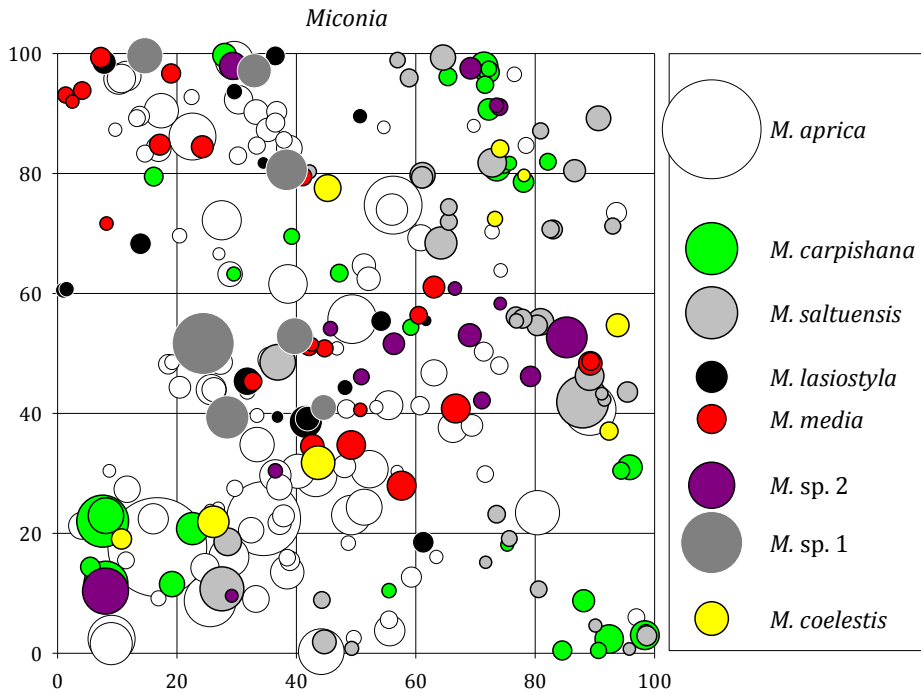 Miconia
100
80
60
40
20
0
0 20 40 60 80 100
M. aprica
M. carpishana
M. saltuensis
M. lasiostyla
M. media
M. sp. 2
M. sp. 1
M. coelestis